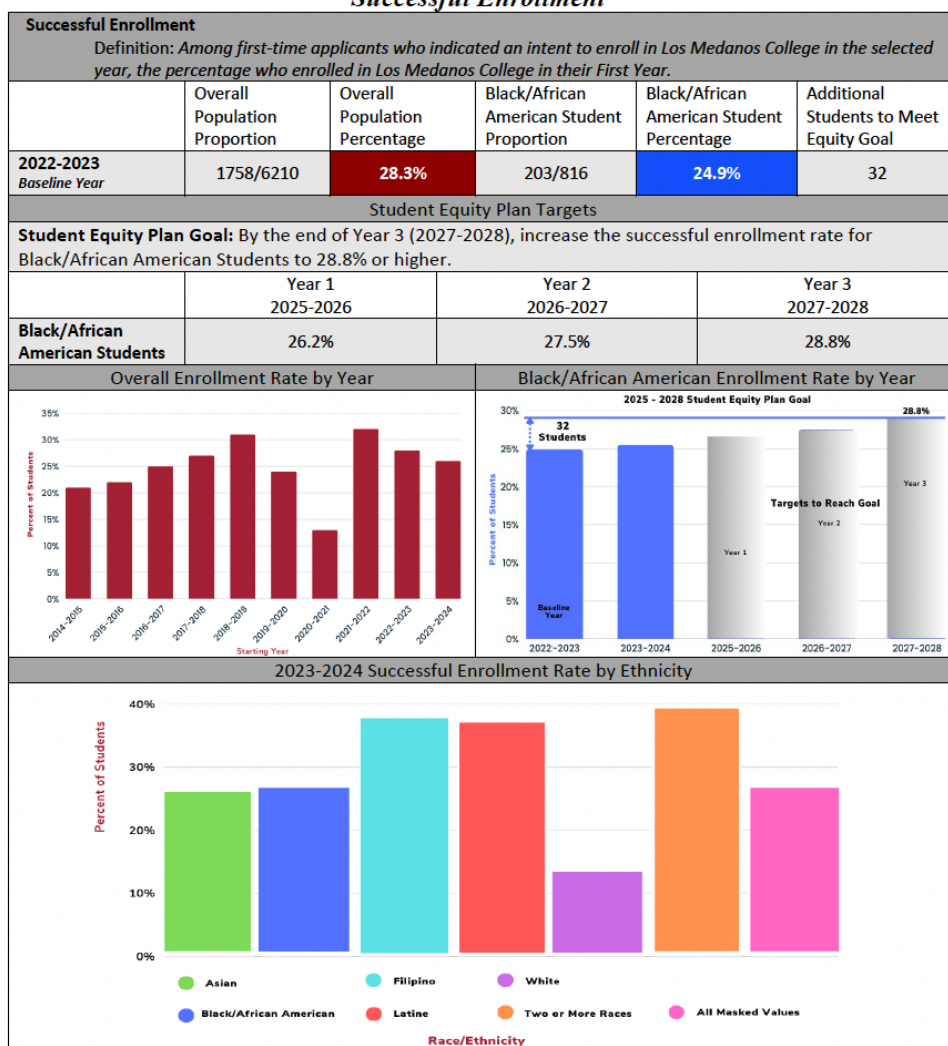 Successful Enrollment
Successful Enrollment
Definition: Among first-time applicants who indicated an intent to enroll in Los Medanos College in the selected
year, the percentage who enrolled in Los Medanos College in their First Year.
Overall
Population
Proportion
Overall
Population
Percentage
Black/African
American Student
Proportion
Black/African
American Student
Percentage
Additional
Students to Meet
Equity Goal
2022-2023
Baseline Year
1758/6210
28.3%
203/816
24.9%
32
Student Equity Plan Targets
Student Equity Plan Goal: By the end of Year 3 (2027-2028), increase the successful enrollment rate for
Black/African American Students to 28.8% or higher.
Year 1
2025-2026
Year 2
2026-2027
Year 3
2027-2028
Black/African
American Students
26.2%
27.5%
28.8%
Overall Enrollment Rate by Year
35%
30%
25%
20%
15%
10%
5%
0%
Percent of Students
2014-2015
2015-2016
2016-2017
2017-2018
2018-2019
2019-2020
2020-2021
2021-2022
2022-2023
2023-2024
Starting Year
Black/African American Enrollment Rate by Year
2025 - 2028 Student Equity Plan Goal
28.8%
30%
25%
20%
15%
10%
5%
0%
Percent of Students
32
Students
Targets to Reach Goal
Baseline
Year
Year 1
Year 2
Year 3
2022-2023
2023-2024
2025-2026
2026-2027
2027-2028
2023-2024 Successful Enrollment Rate by Ethnicity
40%
30%
20%
10%
0%
Percent of Students
Asian
Filipino
White
Black/African American
Latine
Two or More Races
All Masked Values
Race/Ethnicity